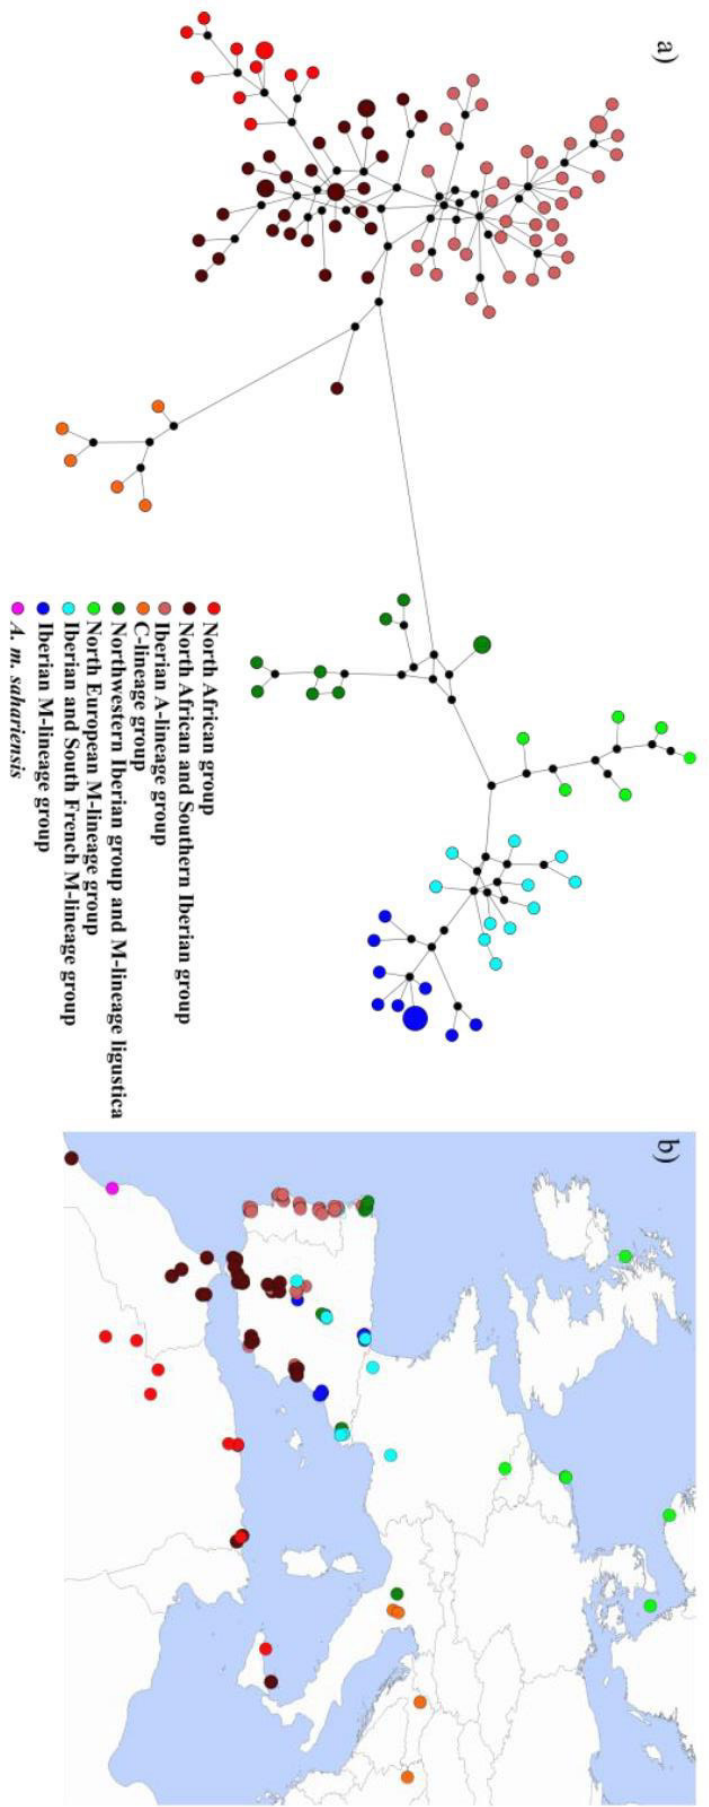 a)
North African group
North African and Southern Iberian group
Iberian A-lineage group
C-lineage group
Northwestern Iberian group and M-lineage ligustica
North European M-lineage group
Iberian and South French M-lineage group
Iberian M-lineage group
A. m. sahariensis
b)